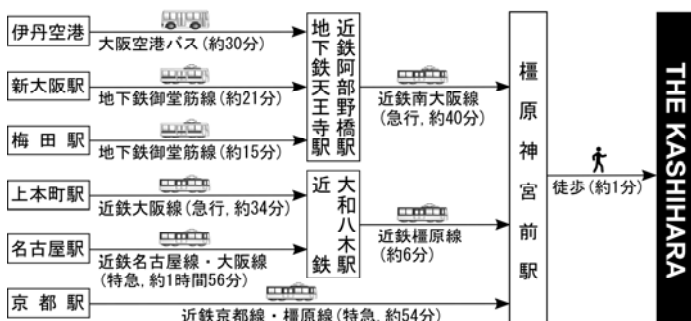 伊丹空港
大阪空港バス(約30分)
新大阪駅
地下鉄御堂筋線(約21分)
梅田駅
地下鉄御堂筋線(約15分)
近鉄阿部野橋駅
地下鉄天王寺駅
近鉄南大阪線
(急行,約40分)
上本町駅
近鉄大阪線(急行,約34分)
名古屋駅
近鉄名古屋線・大阪線
(特急,約1時間56分)
大和八木駅
近鉄
近鉄橿原線
(約6分)
京都駅
近鉄京都線・橿原線(特急,約54分)
橿原神宮前駅
徒歩(約1分)
THE KASHIHARA